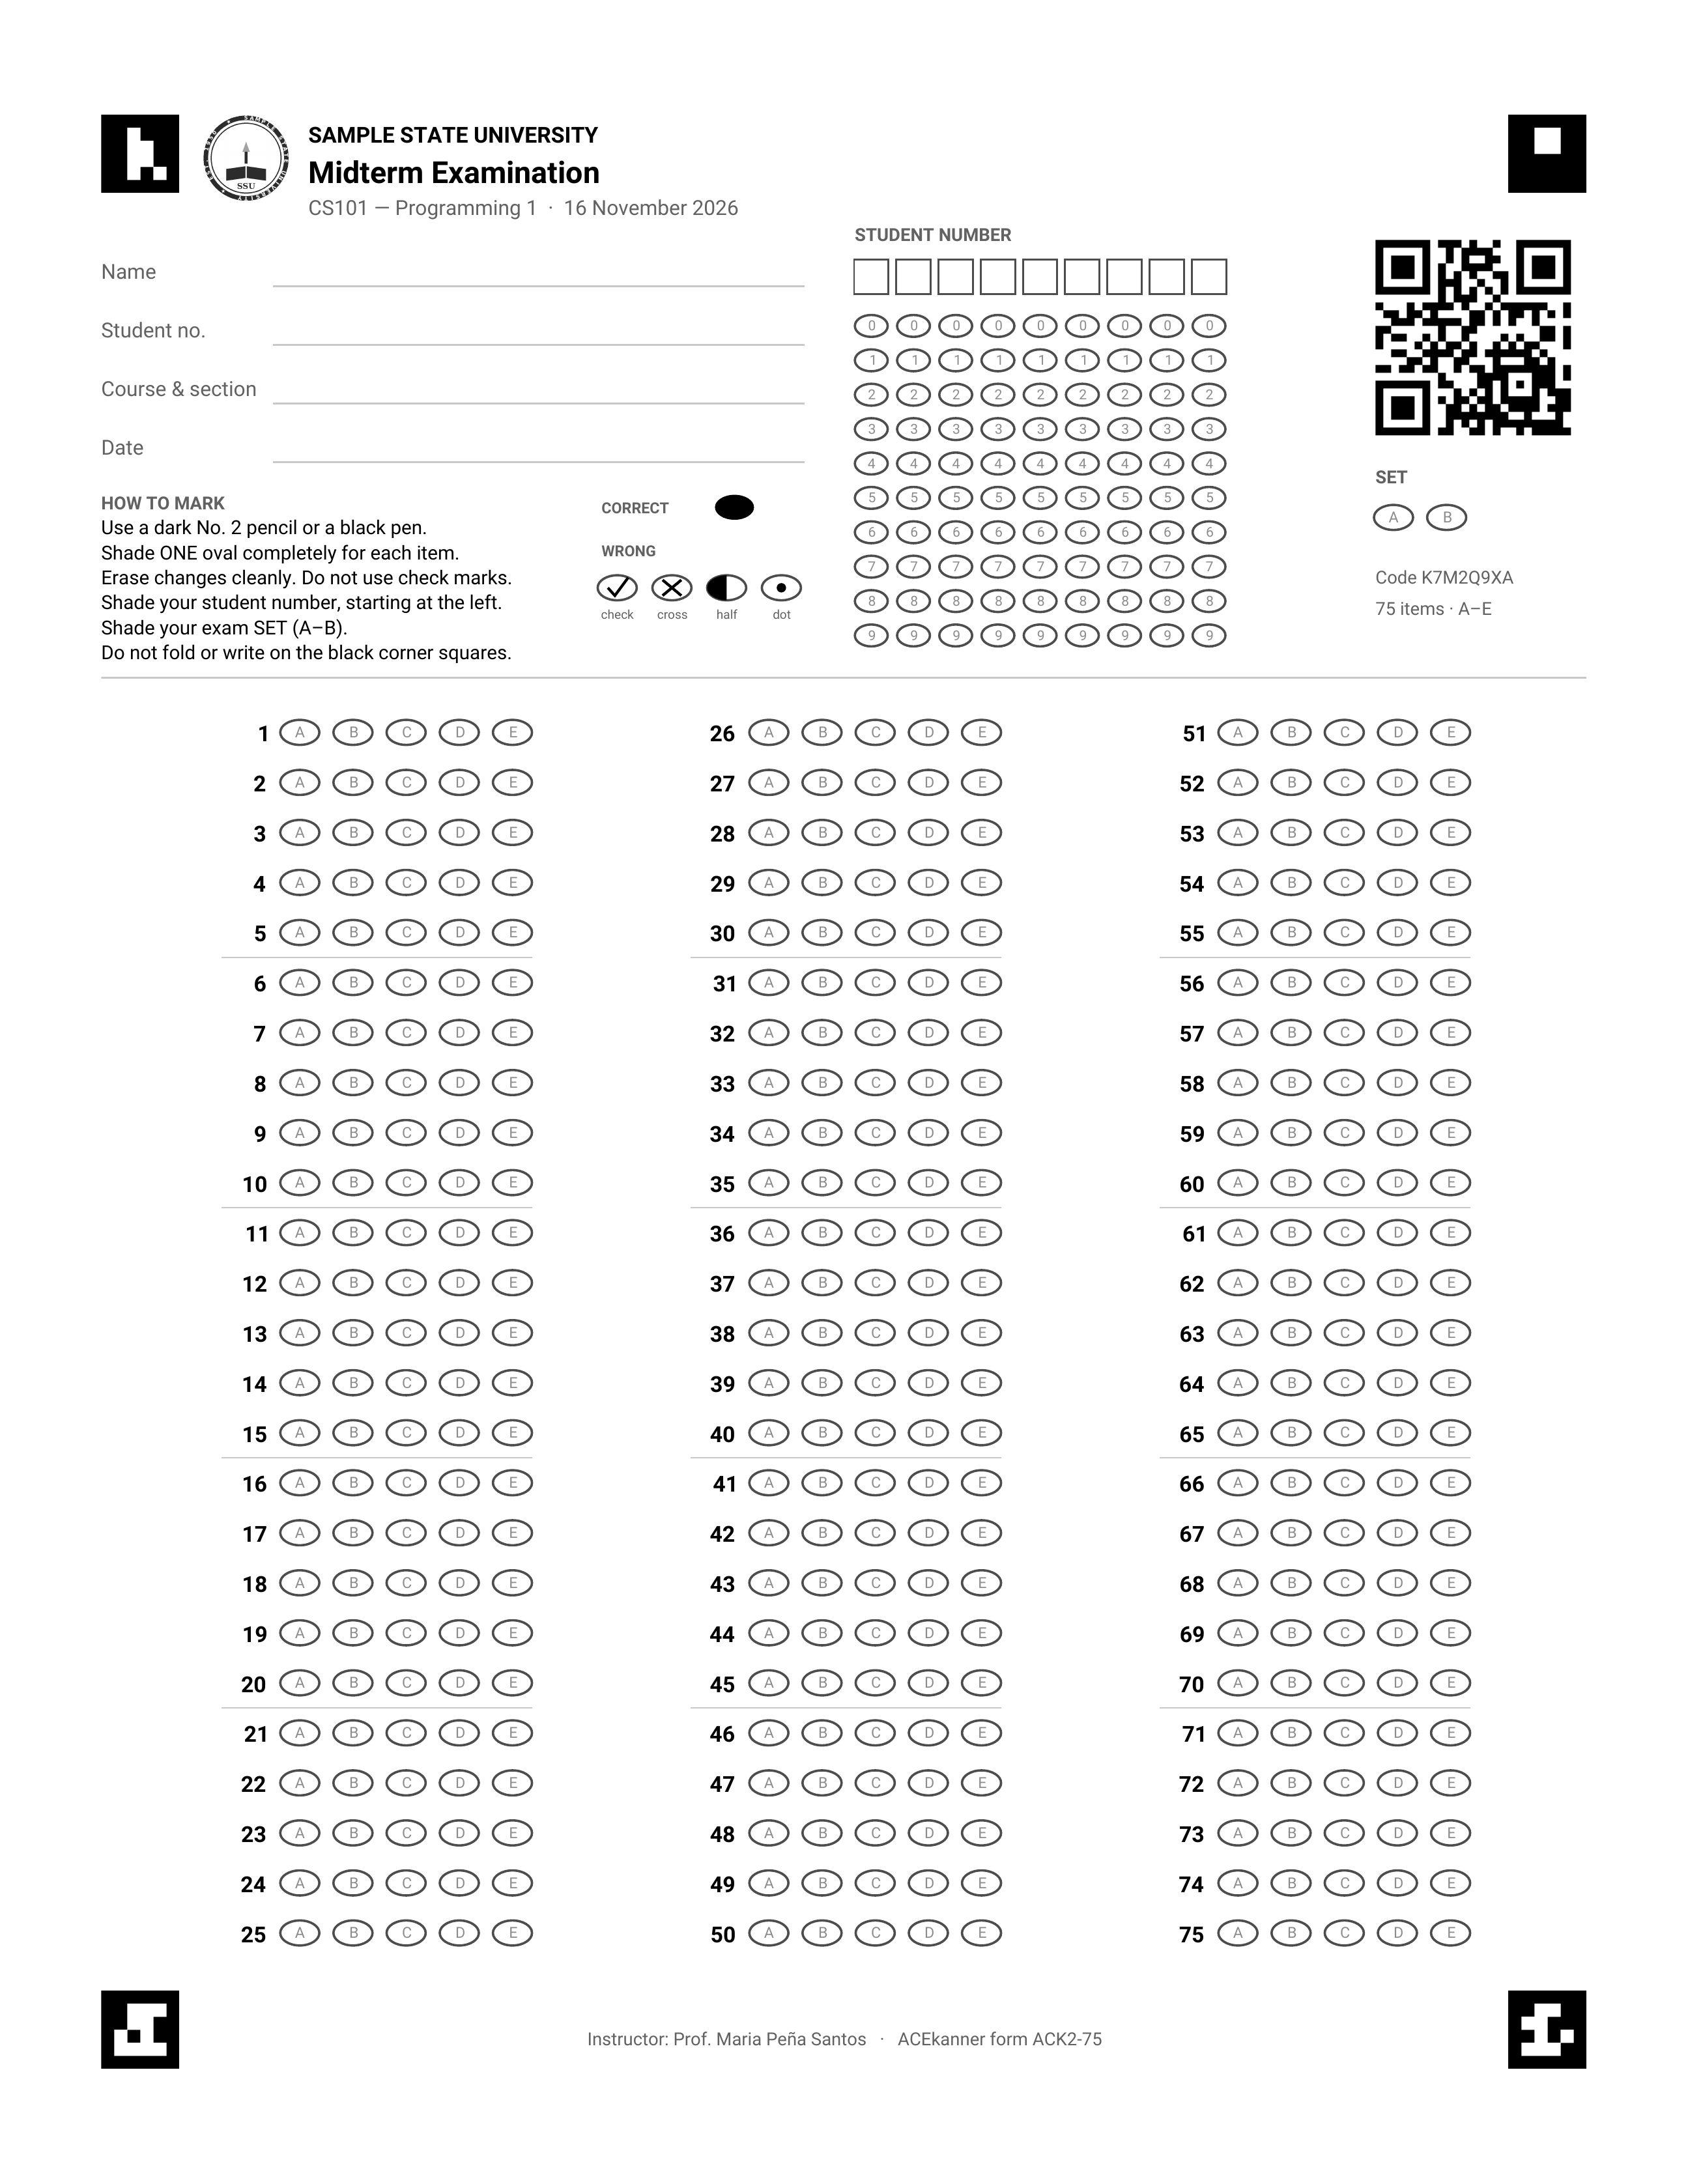 SAMPLE STATE UNIVERSITY
Midterm Examination
CS101 — Programming 1 · 16 November 2026
SSU
Name
Student no.
Course & section
Date
HOW TO MARK
Use a dark No. 2 pencil or a black pen.
Shade ONE oval completely for each item.
Erase changes cleanly. Do not use check marks.
Shade your student number, starting at the left.
Shade your exam SET (A–B).
Do not fold or write on the black corner squares.
CORRECT
WRONG
check cross half dot
STUDENT NUMBER
0 0 0 0 0 0 0 0 0
1 1 1 1 1 1 1 1 1
2 2 2 2 2 2 2 2 2
3 3 3 3 3 3 3 3 3
4 4 4 4 4 4 4 4 4
5 5 5 5 5 5 5 5 5
6 6 6 6 6 6 6 6 6
7 7 7 7 7 7 7 7 7
8 8 8 8 8 8 8 8 8
9 9 9 9 9 9 9 9 9
SET
A B
Code K7M2Q9XA
75 items · A–E
1 A B C D E
2 A B C D E
3 A B C D E
4 A B C D E
5 A B C D E
6 A B C D E
7 A B C D E
8 A B C D E
9 A B C D E
10 A B C D E
11 A B C D E
12 A B C D E
13 A B C D E
14 A B C D E
15 A B C D E
16 A B C D E
17 A B C D E
18 A B C D E
19 A B C D E
20 A B C D E
21 A B C D E
22 A B C D E
23 A B C D E
24 A B C D E
25 A B C D E
26 A B C D E
27 A B C D E
28 A B C D E
29 A B C D E
30 A B C D E
31 A B C D E
32 A B C D E
33 A B C D E
34 A B C D E
35 A B C D E
36 A B C D E
37 A B C D E
38 A B C D E
39 A B C D E
40 A B C D E
41 A B C D E
42 A B C D E
43 A B C D E
44 A B C D E
45 A B C D E
46 A B C D E
47 A B C D E
48 A B C D E
49 A B C D E
50 A B C D E
51 A B C D E
52 A B C D E
53 A B C D E
54 A B C D E
55 A B C D E
56 A B C D E
57 A B C D E
58 A B C D E
59 A B C D E
60 A B C D E
61 A B C D E
62 A B C D E
63 A B C D E
64 A B C D E
65 A B C D E
66 A B C D E
67 A B C D E
68 A B C D E
69 A B C D E
70 A B C D E
71 A B C D E
72 A B C D E
73 A B C D E
74 A B C D E
75 A B C D E
Instructor: Prof. Maria Peña Santos · ACEkanner form ACK2-75